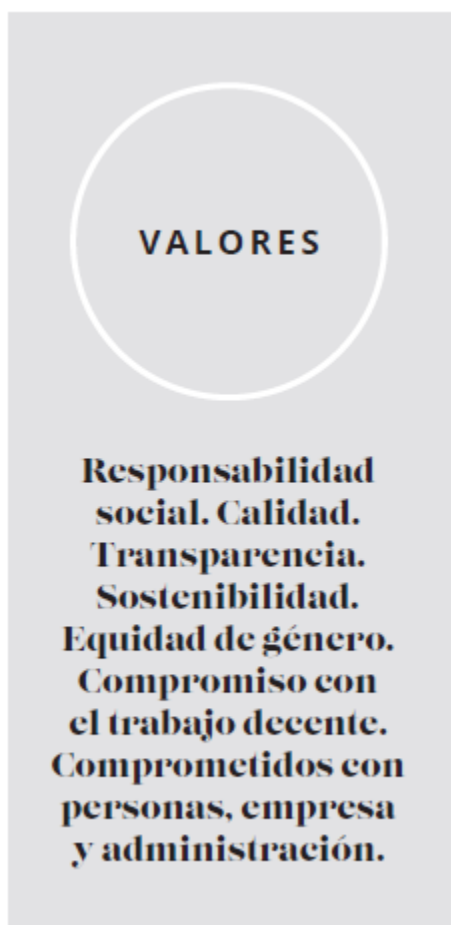 VALORES
Responsabilidad
social. Calidad.
Transparencia.
Sostenibilidad.
Equidad de género.
Compromiso con
el trabajo decente.
Comprometidos con
personas, empresa
y administración.